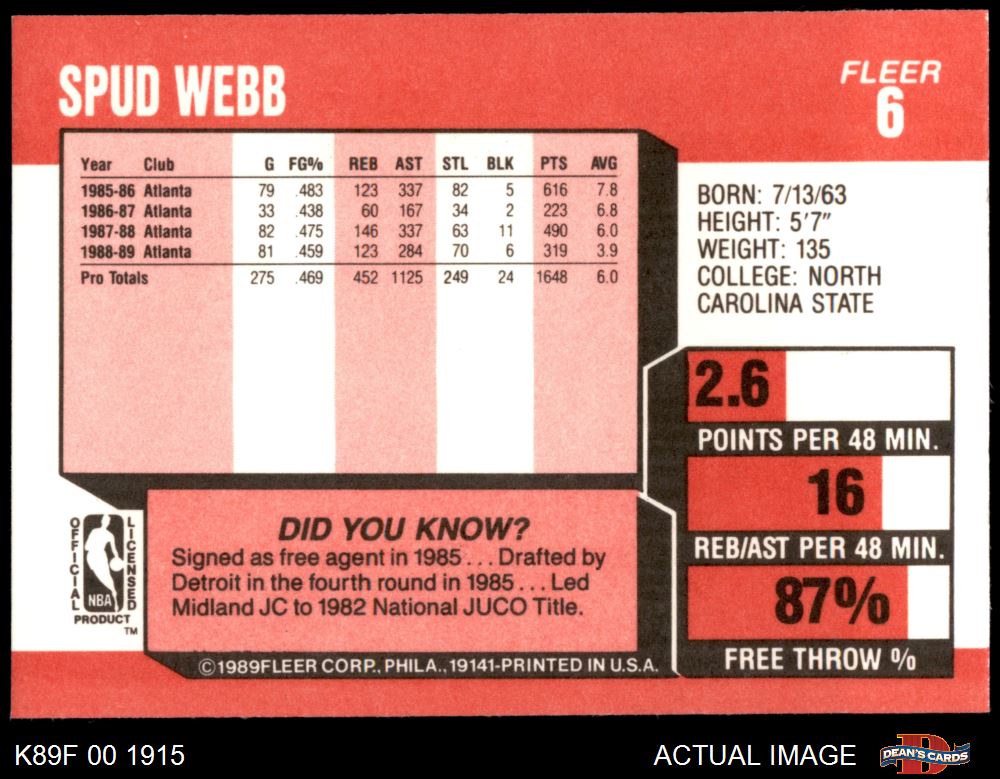 SPUD WEBB
FLEER
6
Year Club G FG% REB AST STL BLK PTS AVG
1985-86 Atlanta 79 .483 123 337 82 5 616 7.8
1986-87 Atlanta 33 .438 60 167 34 2 223 6.8
1987-88 Atlanta 82 .475 146 337 63 11 490 6.0
1988-89 Atlanta 81 .459 123 284 70 6 319 3.9
Pro Totals 275 .469 452 1125 249 24 1648 6.0
BORN: 7/13/63
HEIGHT: 5'7"
WEIGHT: 135
COLLEGE: NORTH
CAROLINA STATE
2.6
POINTS PER 48 MIN.
16
REB/AST PER 48 MIN.
87%
FREE THROW %
DID YOU KNOW?
Signed as free agent in 1985 . . . Drafted by
Detroit in the fourth round in 1985 . . . Led
Midland JC to 1982 National JUCO Title.
OFFICIAL
LICENSED
NBA
PRODUCT
TM
©1989FLEER CORP., PHILA., 19141-PRINTED IN U.S.A.
K89F 00 1915
ACTUAL IMAGE
DEAN'S CARDS